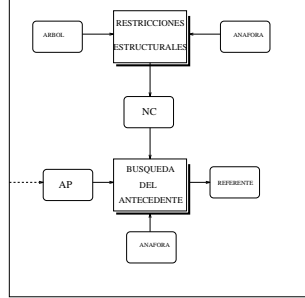 RESTRICCIONES
ARBOL
ESTRUCTURALES
ANAFORA
NC
BUSQUEDA
AP
DEL
REFERENTE
ANTECEDENTE
ANAFORA